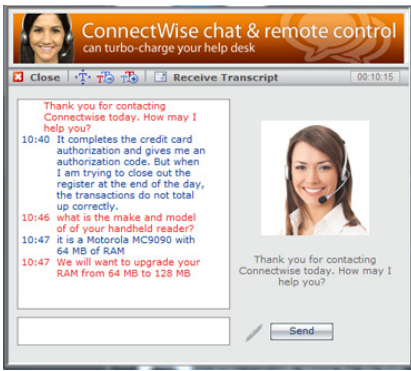 ConnectWise chat & remote control
can turbo-charge your help desk
Close T T T Receive Transcript 00:10:15
Thank you for contacting
Connectwise today. How may I
help you?
10:40 It completes the credit card
authorization and gives me an
authorization code. But when
I am trying to close out the
register at the end of the day,
the transactions do not total
up correctly.
10:46 what is the make and model
of of your handheld reader?
10:47 it is a Motorola MC9090 with
64 MB of RAM
10:47 We will want to upgrade your
RAM from 64 MB to 128 MB
Thank you for contacting
Connectwise today. How may I
help you?
Send